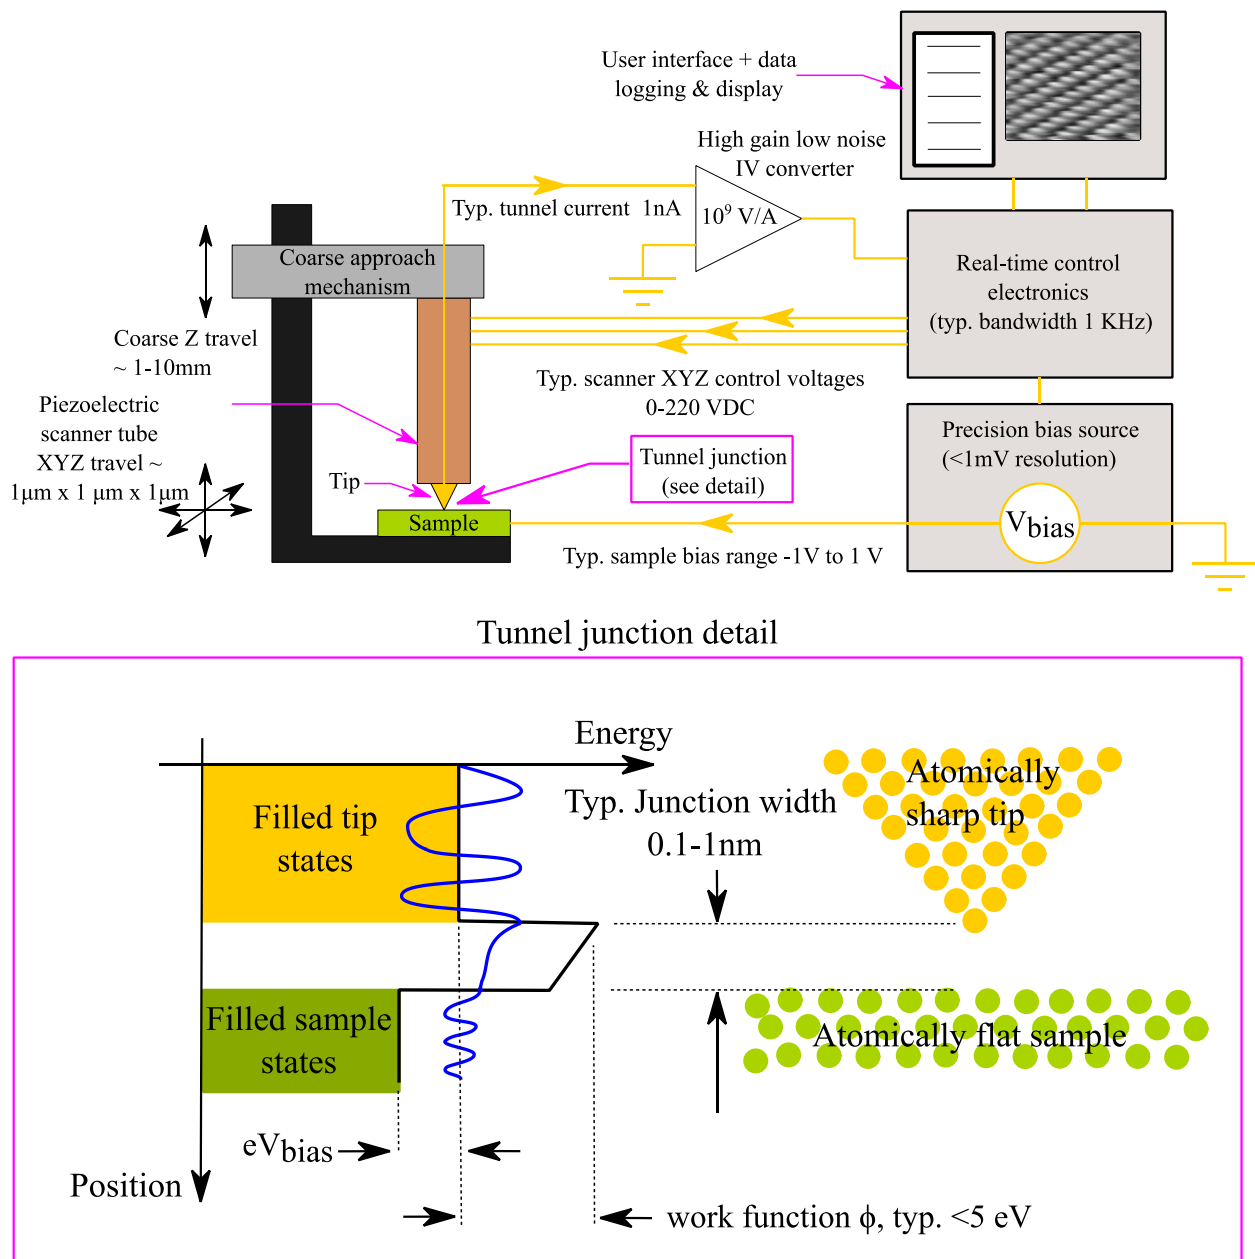 User interface + data
logging & display
High gain low noise
IV converter
Typ. tunnel current 1nA
10⁹ V/A
Coarse approach
mechanism
Real-time control
electronics
(typ. bandwidth 1 KHz)
Coarse Z travel
~ 1-10mm
Typ. scanner XYZ control voltages
0-220 VDC
Piezoelectric
scanner tube
XYZ travel ~
1μm x 1 μm x 1μm
Precision bias source
(<1mV resolution)
Tunnel junction
(see detail)
Tip
Sample
Vbias
Typ. sample bias range -1V to 1 V
Tunnel junction detail
Energy
Filled tip
states
Typ. Junction width
0.1-1nm
Atomically
sharp tip
Filled sample
states
Atomically flat sample
eVbias
Position
work function ϕ, typ. <5 eV